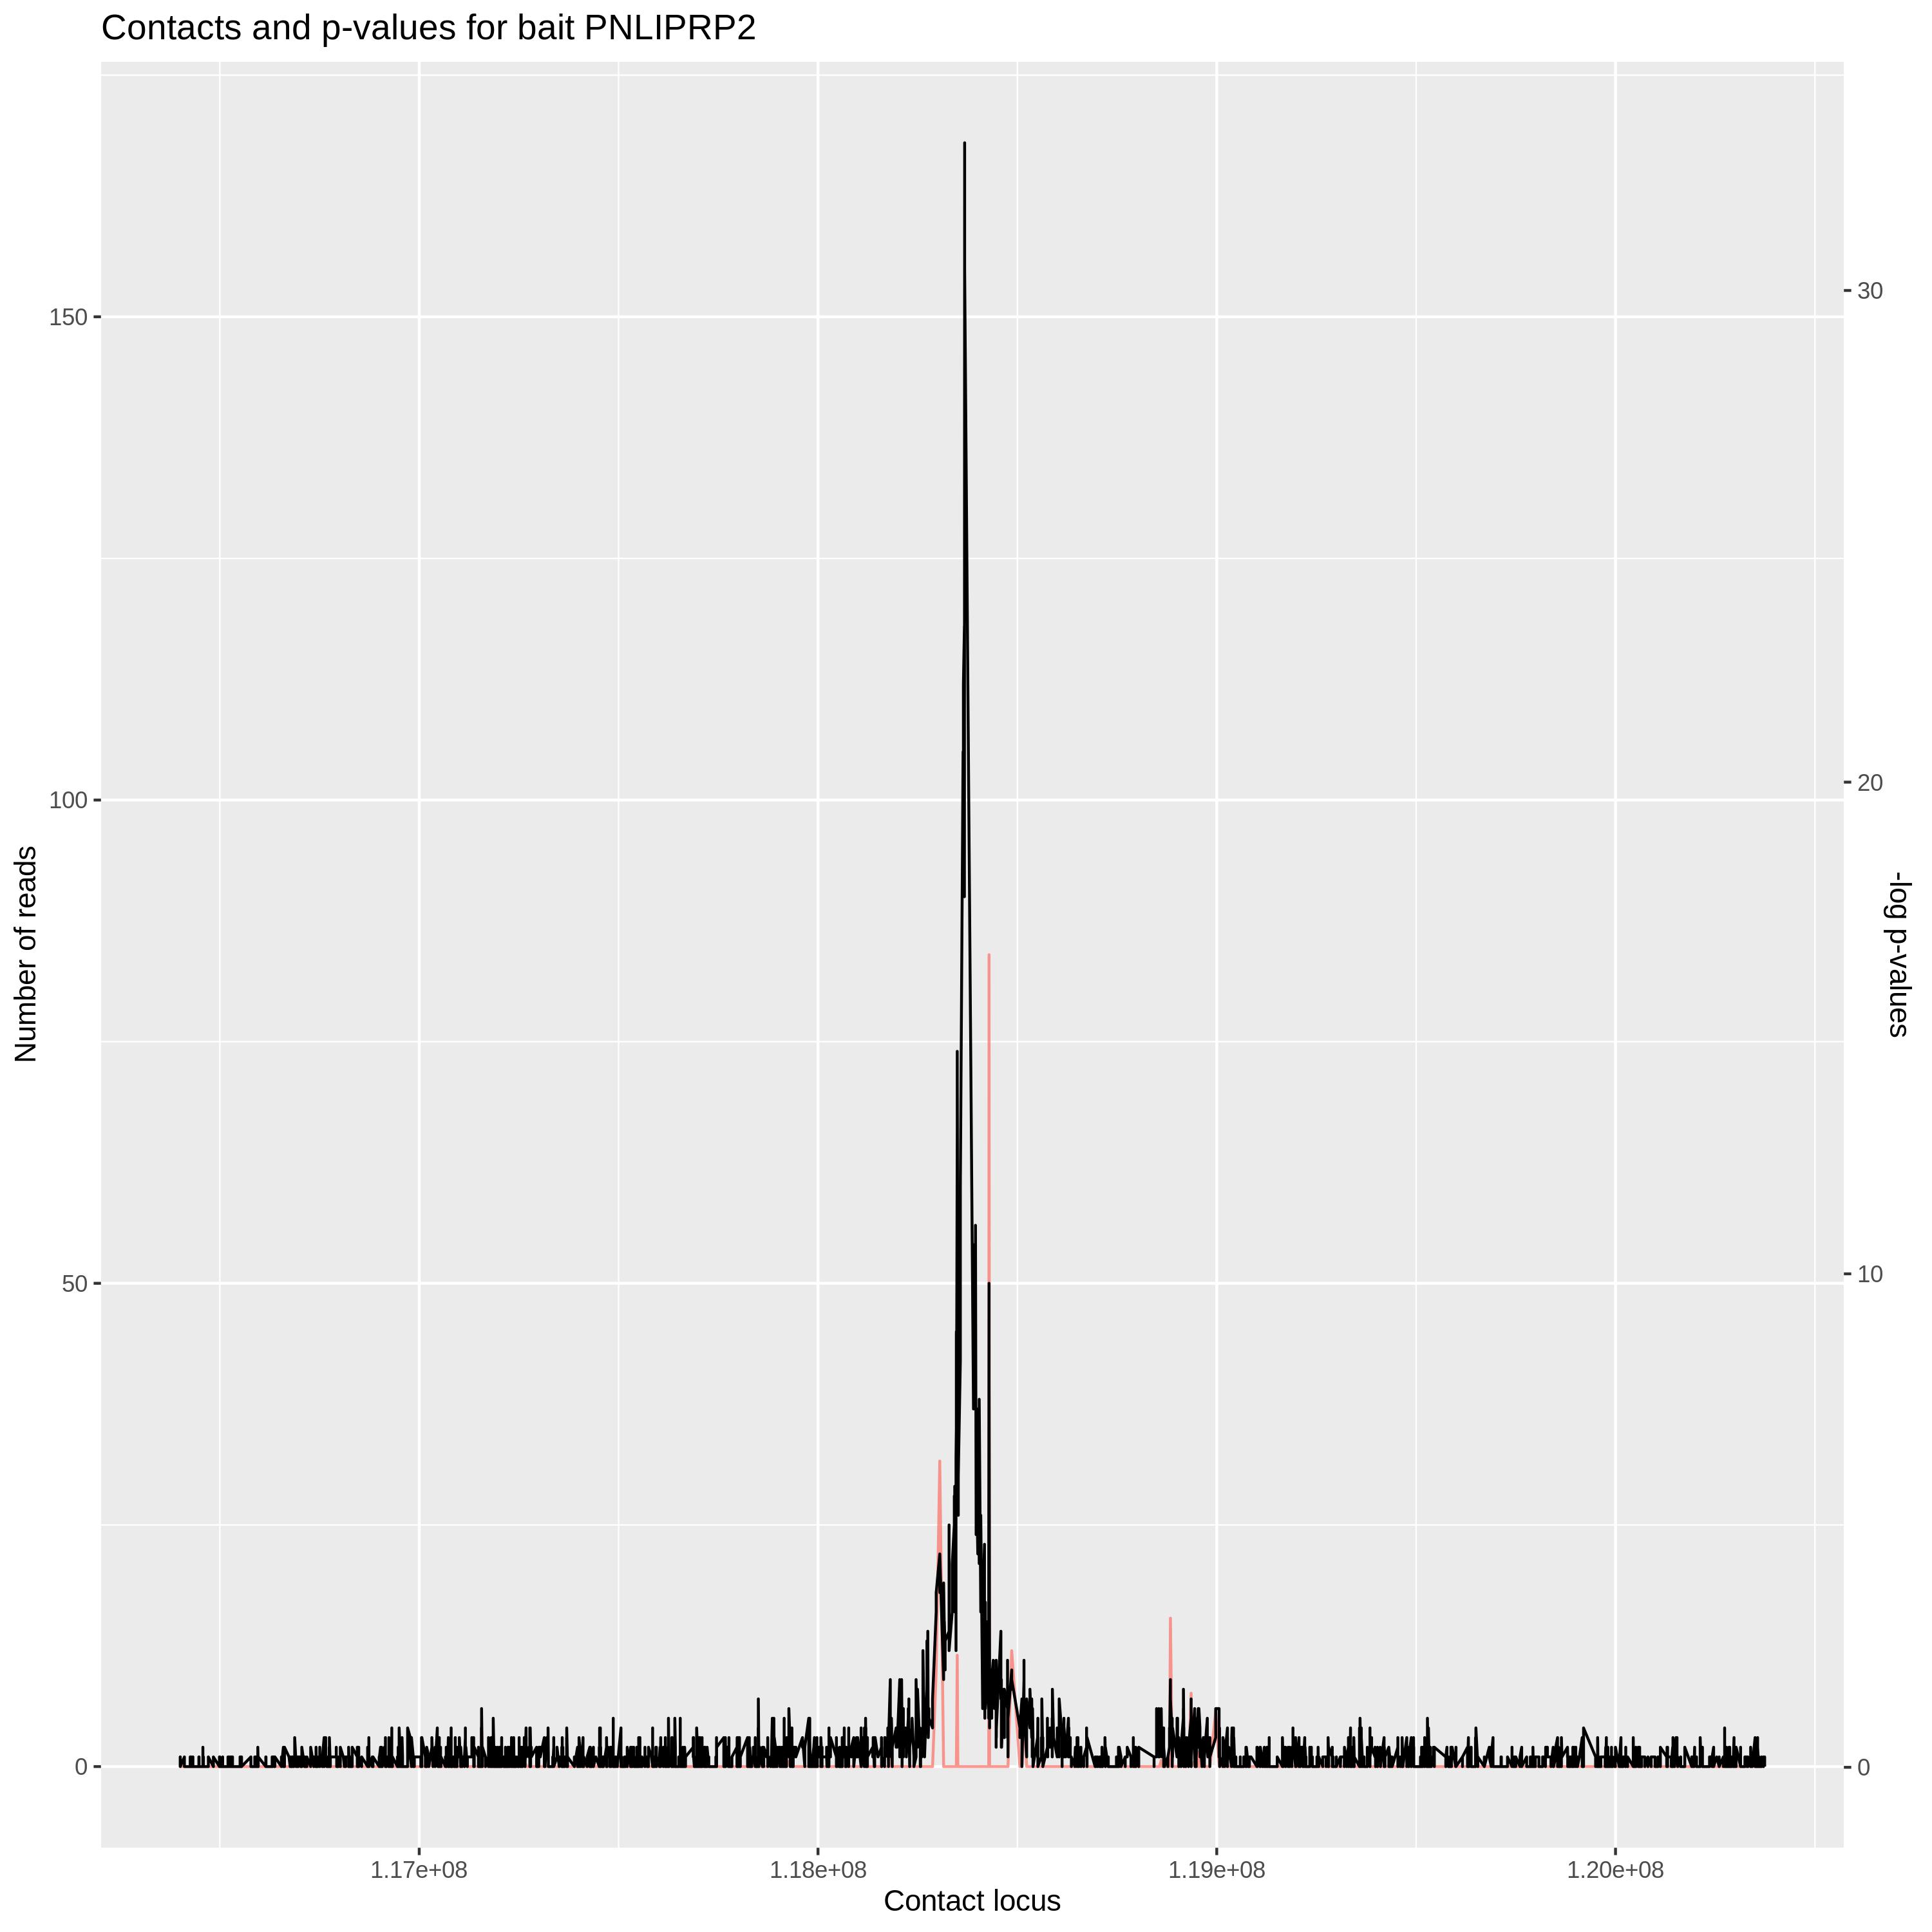 Contacts and p-values for bait PNLIPRP2
150
100
50
0
Number of reads
30
20
10
0
-log p-values
1.17e+08
1.18e+08
1.19e+08
1.20e+08
Contact locus